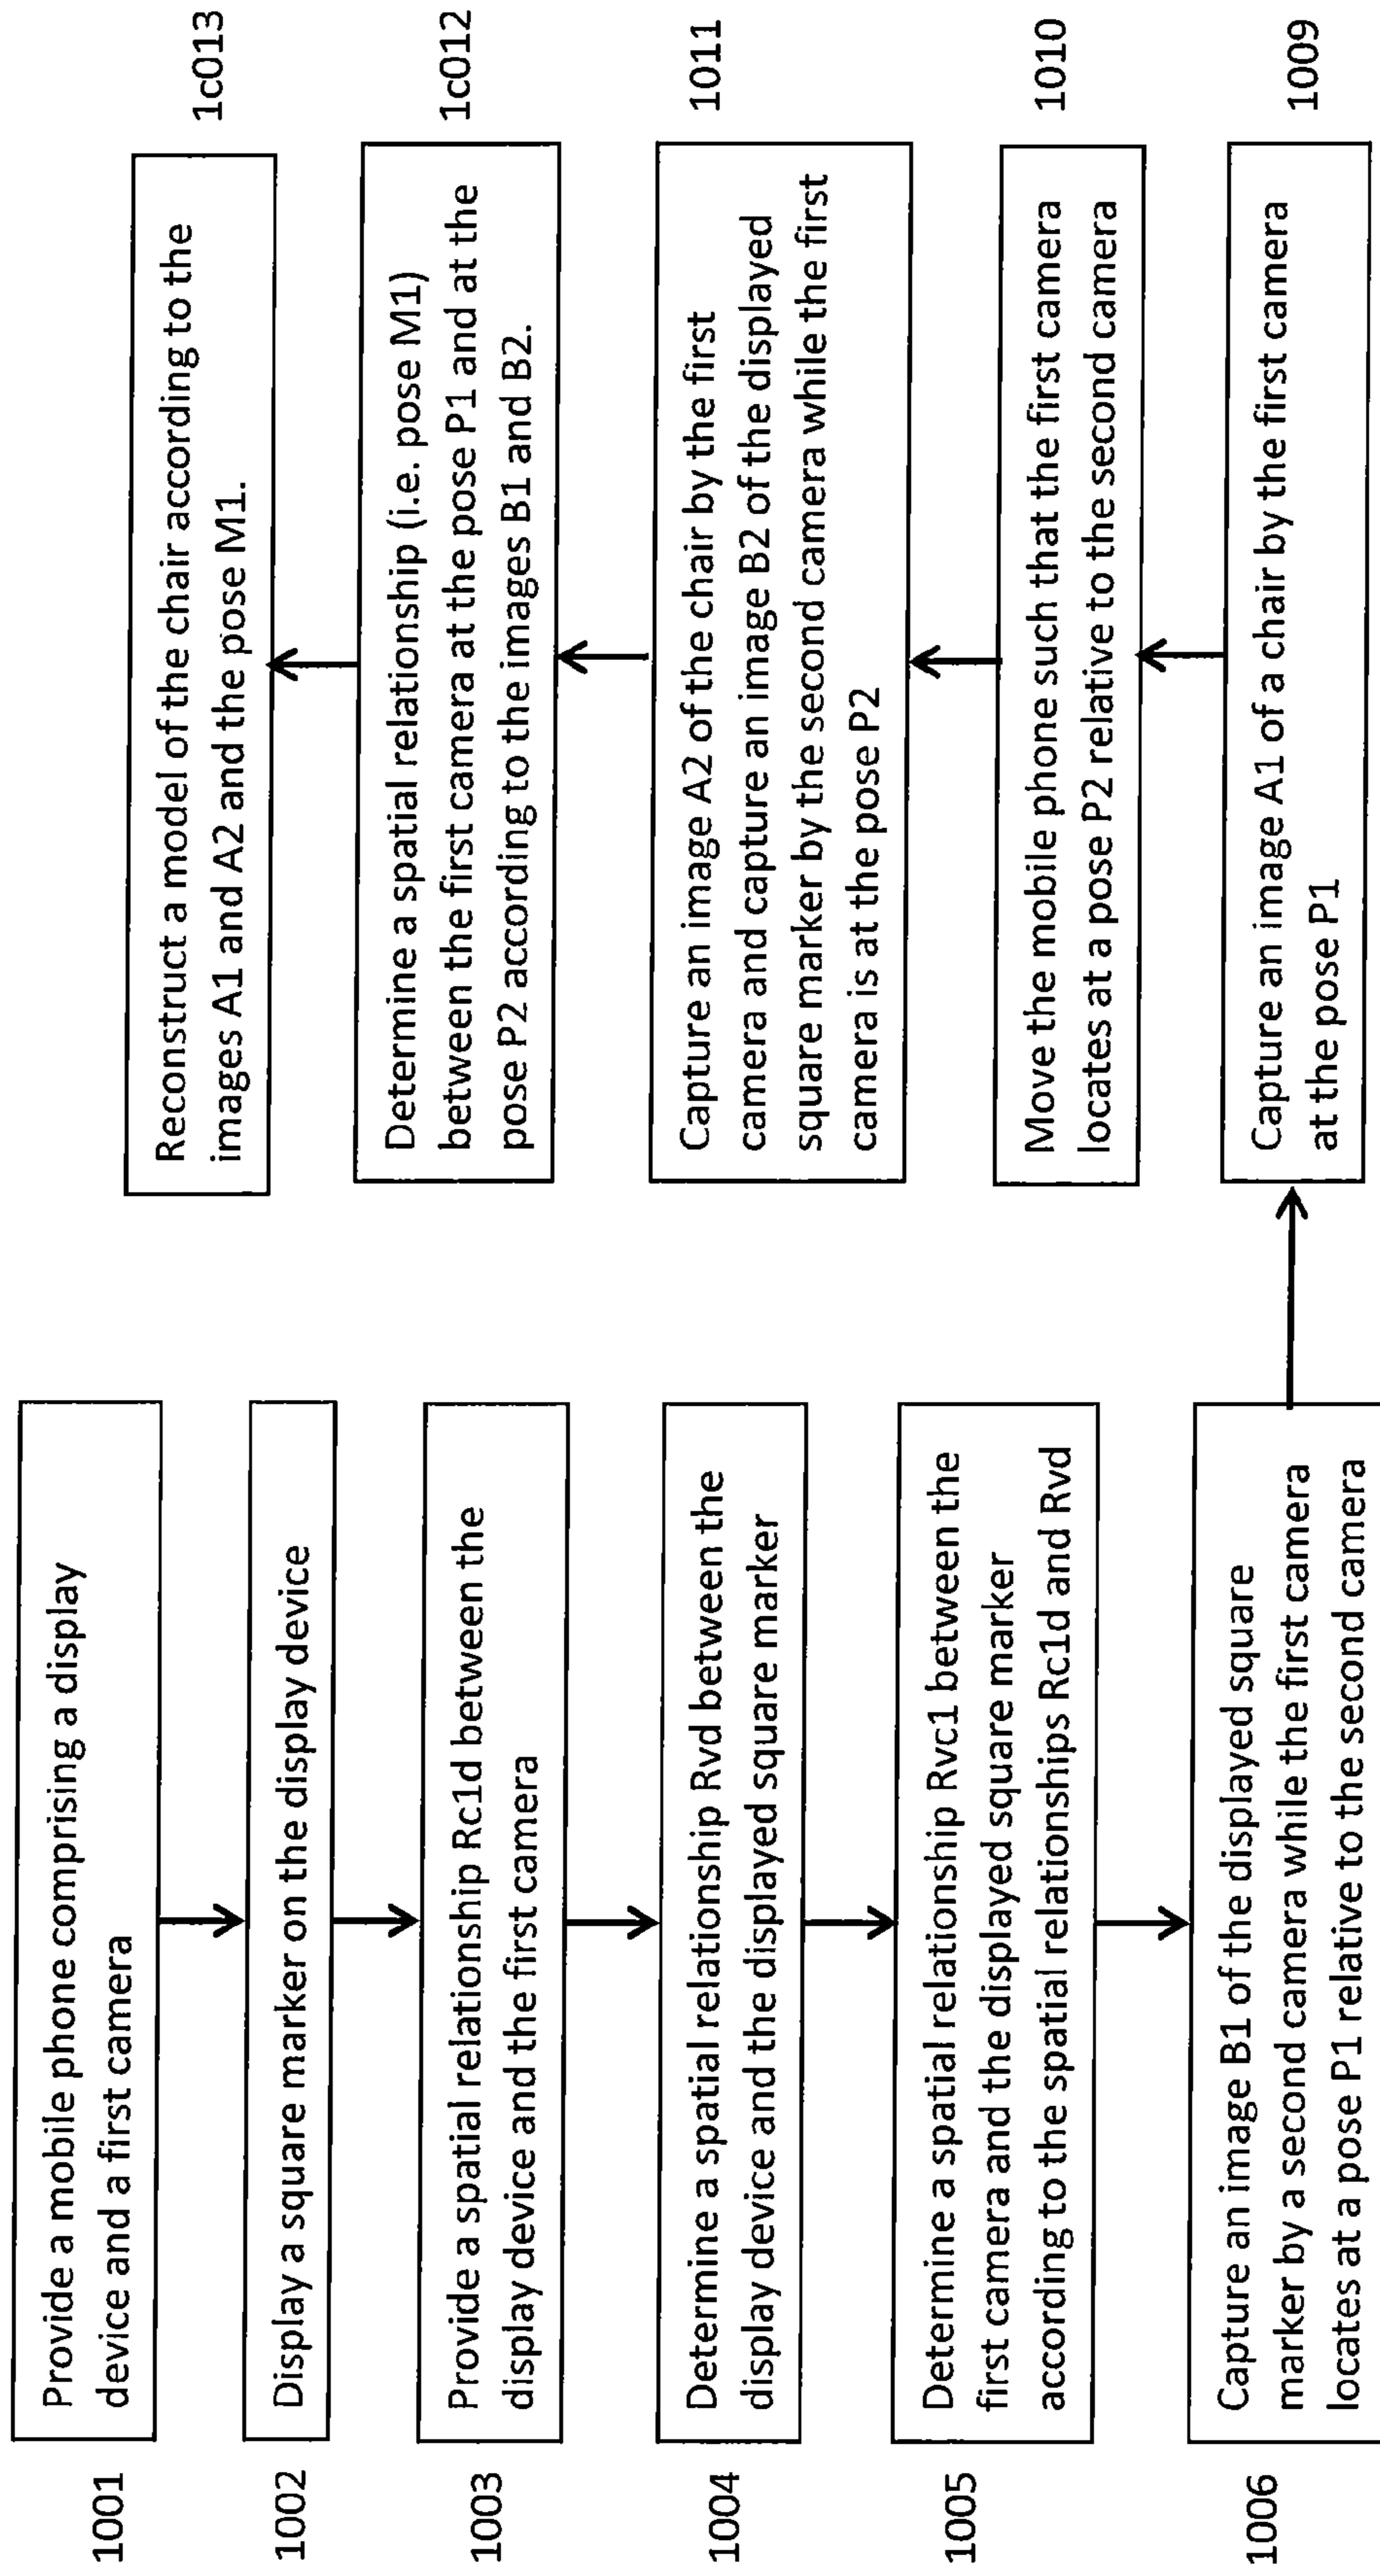 1001
Provide a mobile phone comprising a display
device and a first camera
1002
Display a square marker on the display device
1003
Provide a spatial relationship Rc1d between the
display device and the first camera
1004
Determine a spatial relationship Rvd between the
display device and the displayed square marker
1005
Determine a spatial relationship Rvc1 between the
first camera and the displayed square marker
according to the spatial relationships Rc1d and Rvd
1006
Capture an image B1 of the displayed square
marker by a second camera while the first camera
locates at a pose P1 relative to the second camera
Capture an image A1 of a chair by the first camera
at the pose P1
1009
Move the mobile phone such that the first camera
locates at a pose P2 relative to the second camera
1010
Capture an image A2 of the chair by the first
camera and capture an image B2 of the displayed
square marker by the second camera while the first
camera is at the pose P2
1011
Determine a spatial relationship (i.e. pose M1)
between the first camera at the pose P1 and at the
pose P2 according to the images B1 and B2.
1c012
Reconstruct a model of the chair according to the
images A1 and A2 and the pose M1.
1c013